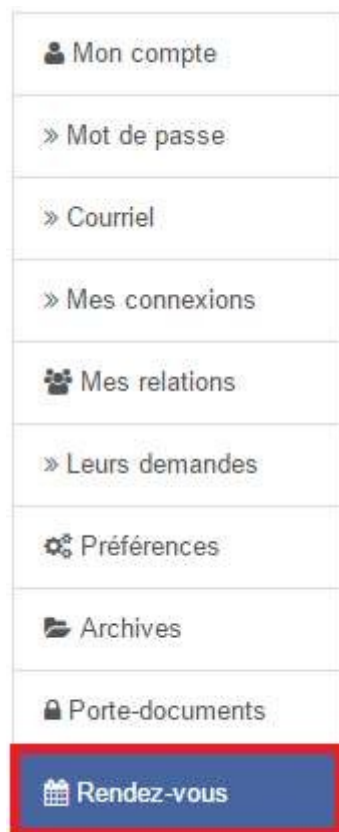 Mon compte
» Mot de passe
» Courriel
» Mes connexions
Mes relations
» Leurs demandes
Préférences
Archives
Porte-documents
Rendez-vous